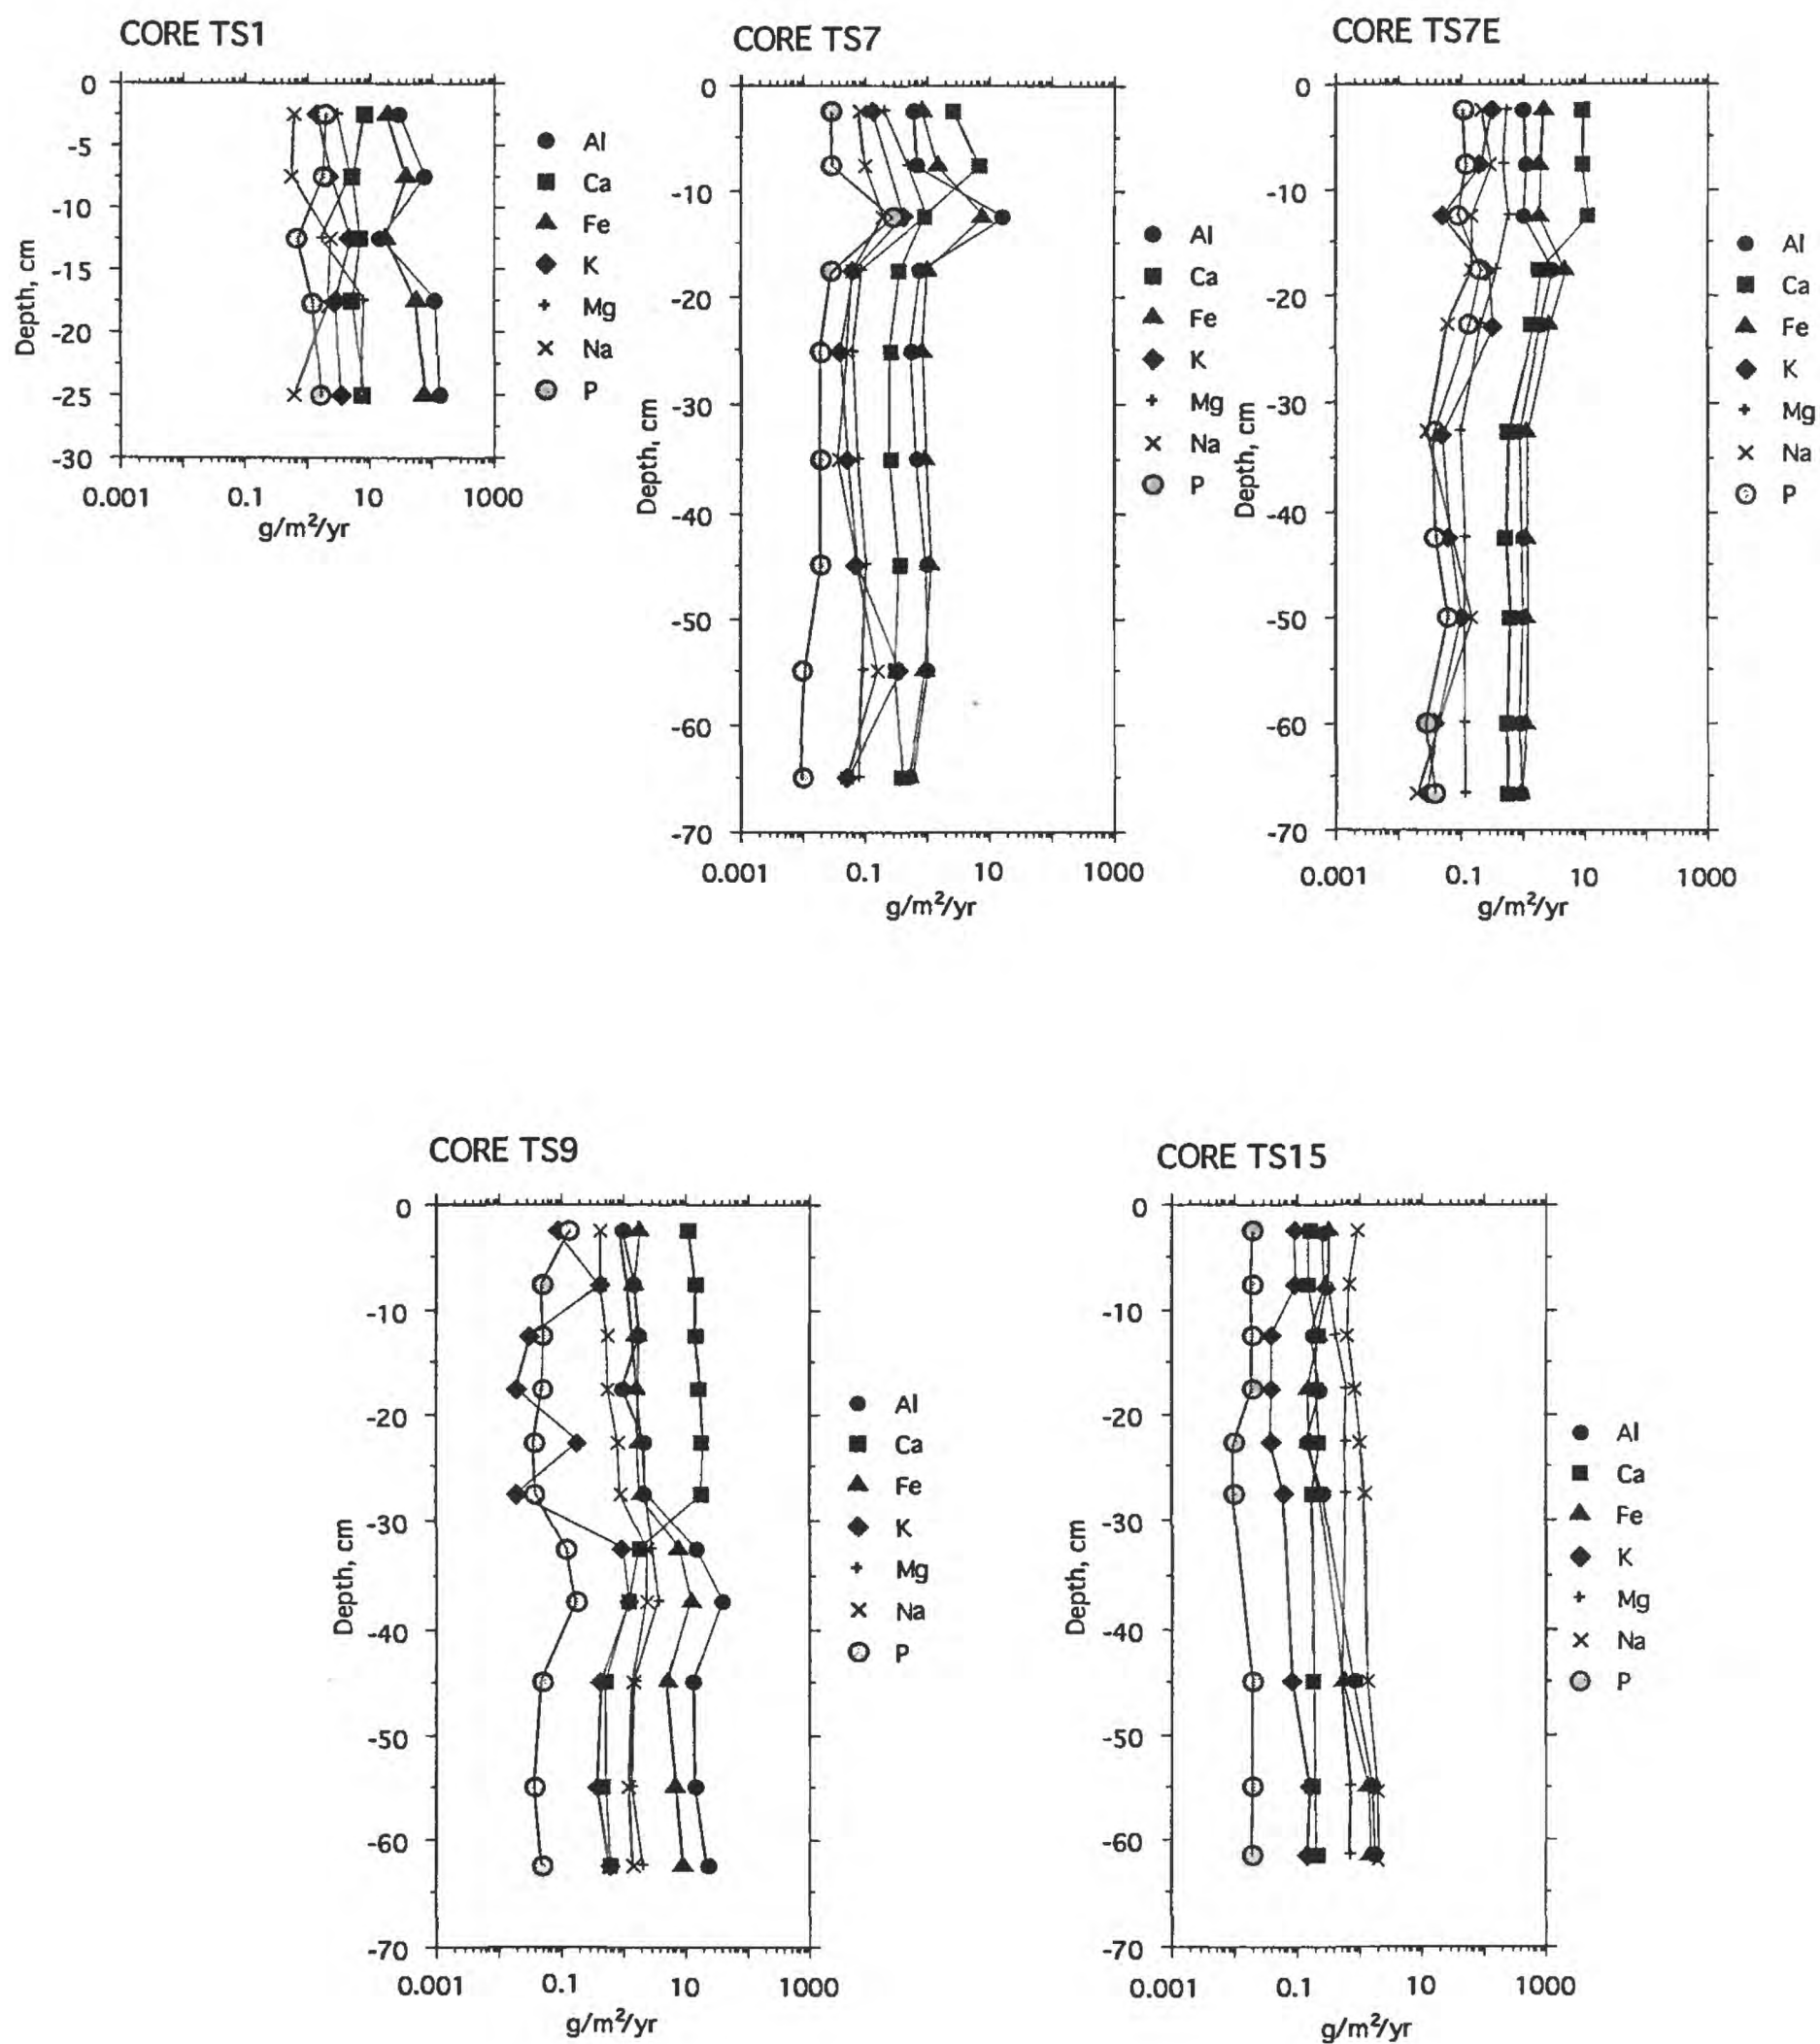 CORE TS1
0
-5
-10
-15
-20
-25
-30
Depth, cm
0.001
0.1
10
1000
g/m²/yr
Al
Ca
Fe
K
Mg
Na
P
CORE TS7
0
-10
-20
-30
-40
-50
-60
-70
Depth, cm
0.001
0.1
10
1000
g/m²/yr
Al
Ca
Fe
K
Mg
Na
P
CORE TS7E
0
-10
-20
-30
-40
-50
-60
-70
Depth, cm
0.001
0.1
10
1000
g/m²/yr
Al
Ca
Fe
K
Mg
Na
P
CORE TS9
0
-10
-20
-30
-40
-50
-60
-70
Depth, cm
0.001
0.1
10
1000
g/m²/yr
Al
Ca
Fe
K
Mg
Na
P
CORE TS15
0
-10
-20
-30
-40
-50
-60
-70
Depth, cm
0.001
0.1
10
1000
g/m²/yr
Al
Ca
Fe
K
Mg
Na
P